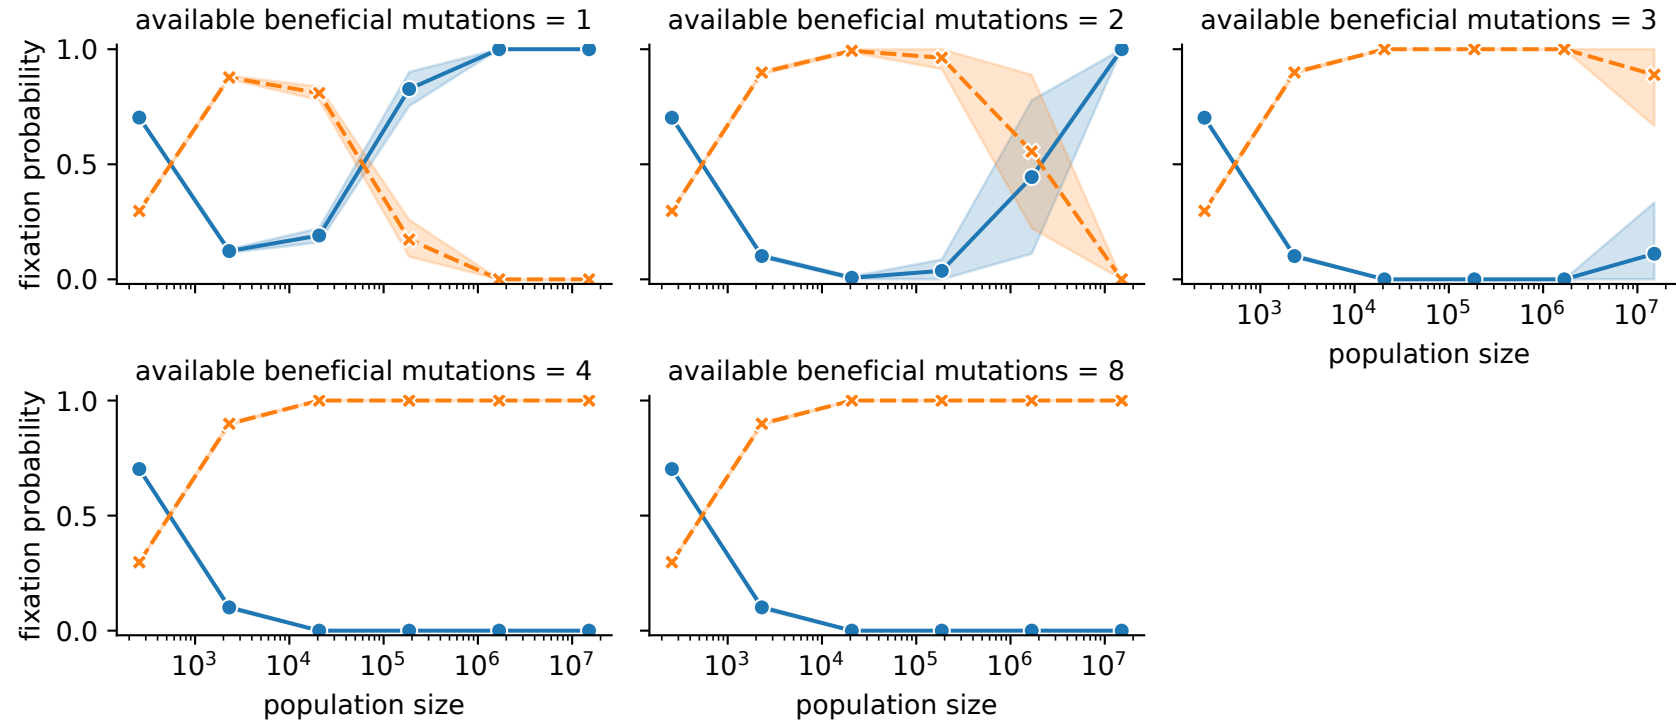 available beneficial mutations = 1
available beneficial mutations = 2
available beneficial mutations = 3
fixation probability
1.0
0.5
0.0
10³ 10⁴ 10⁵ 10⁶ 10⁷
population size
available beneficial mutations = 4
available beneficial mutations = 8
fixation probability
1.0
0.5
0.0
10³ 10⁴ 10⁵ 10⁶ 10⁷
population size
10³ 10⁴ 10⁵ 10⁶ 10⁷
population size